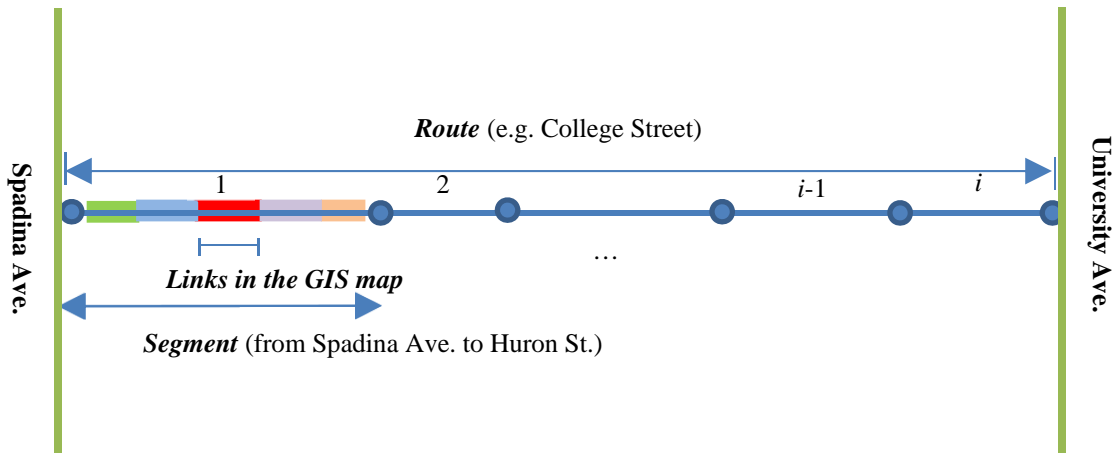 Route (e.g. College Street)
Spadina Ave.
University Ave.
1
2
i-1
i
Links in the GIS map
…
Segment (from Spadina Ave. to Huron St.)